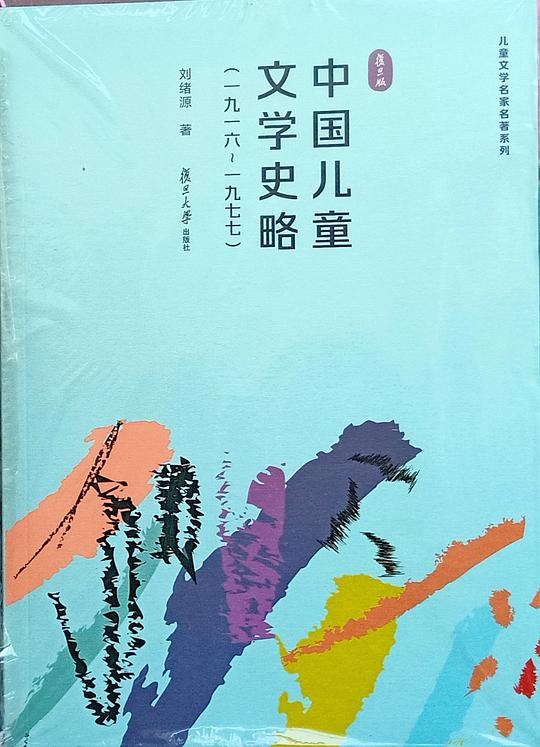 儿童文学名家名著系列
復旦版
中国儿童
文学史略
(一九一六~一九七七)
刘绪源 著
復旦大学出版社